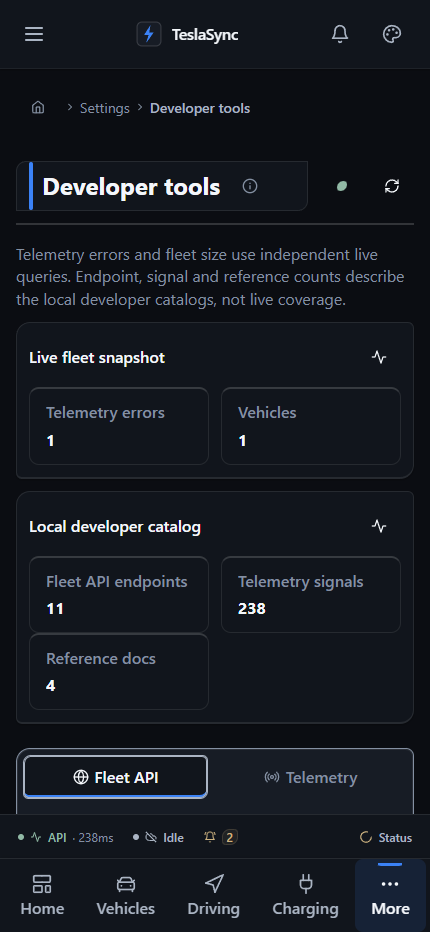 TeslaSync
Settings
Developer tools
Developer tools
Telemetry errors and fleet size use independent live
queries. Endpoint, signal and reference counts describe
the local developer catalogs, not live coverage.
Live fleet snapshot
Telemetry errors
1
Vehicles
1
Local developer catalog
Fleet API endpoints
11
Telemetry signals
238
Reference docs
4
Fleet API
Telemetry
API · 238ms
Idle
2
Status
Home
Vehicles
Driving
Charging
More